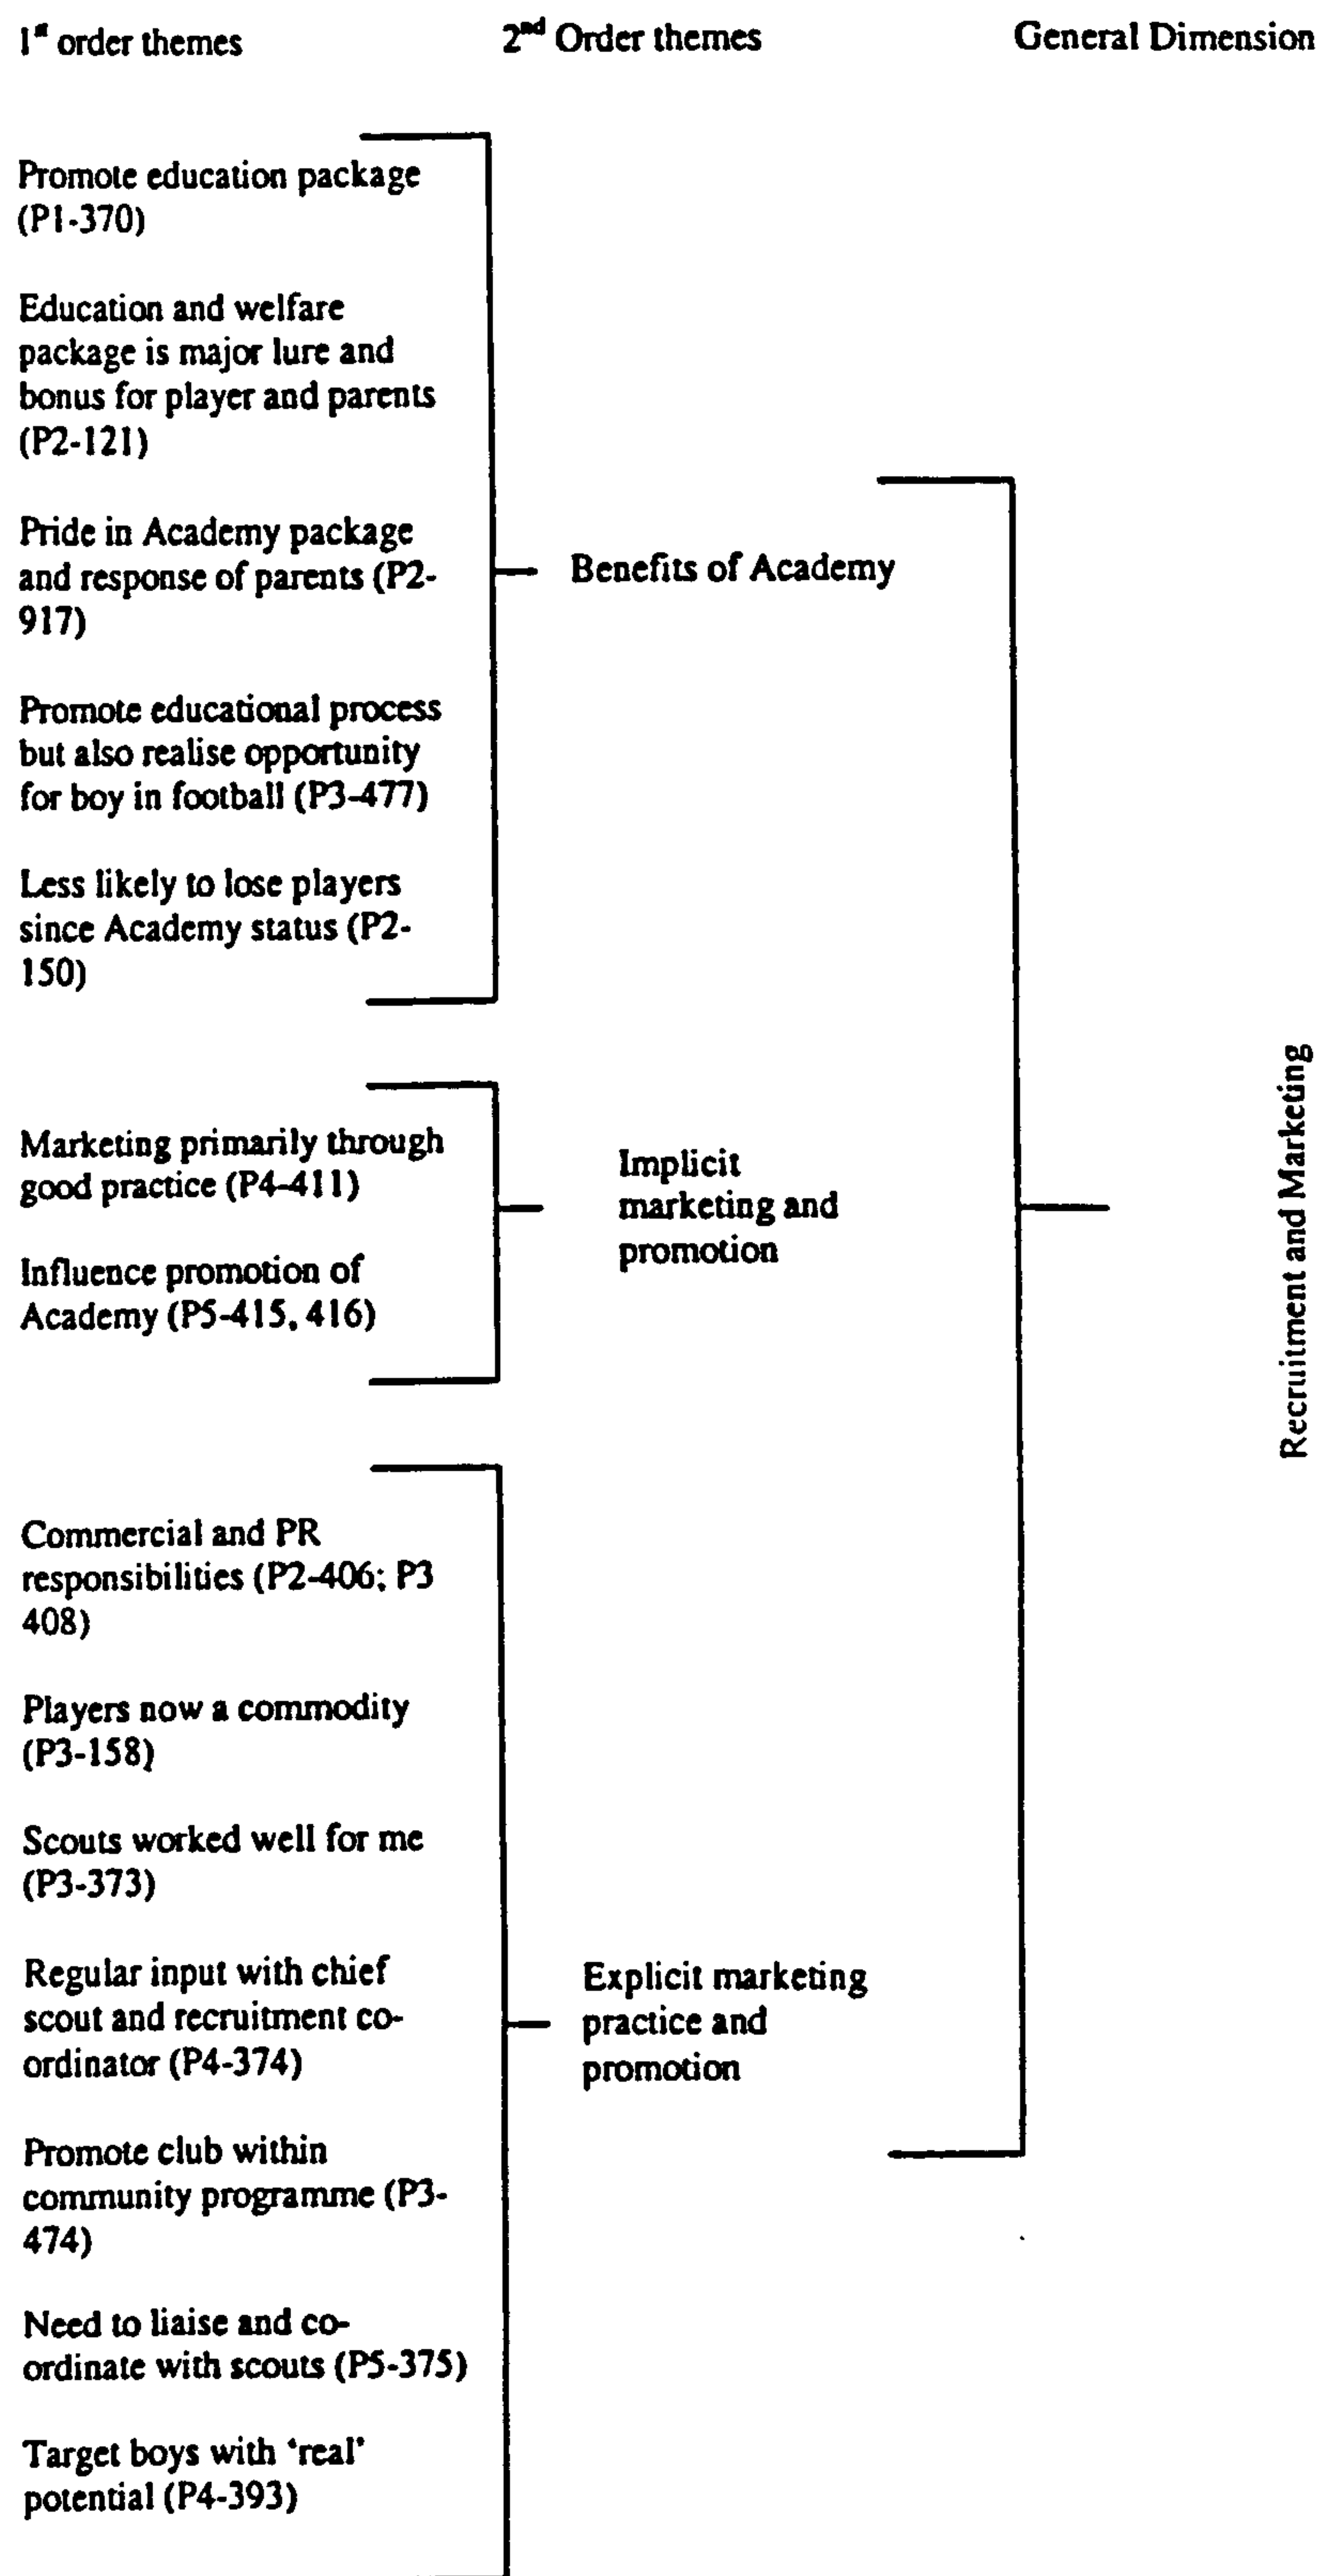 1st order themes
2nd Order themes
General Dimension
Promote education package
(P1-370)
Education and welfare
package is major lure and
bonus for player and parents
(P2-121)
Pride in Academy package
and response of parents (P2-
917)
Promote educational process
but also realise opportunity
for boy in football (P3-477)
Less likely to lose players
since Academy status (P2-
150)
Benefits of Academy
Marketing primarily through
good practice (P4-411)
Influence promotion of
Academy (P5-415, 416)
Implicit
marketing and
promotion
Commercial and PR
responsibilities (P2-406; P3
408)
Players now a commodity
(P3-158)
Scouts worked well for me
(P3-373)
Regular input with chief
scout and recruitment co-
ordinator (P4-374)
Promote club within
community programme (P3-
474)
Need to liaise and co-
ordinate with scouts (P5-375)
Target boys with 'real'
potential (P4-393)
Explicit marketing
practice and
promotion
Recruitment and Marketing